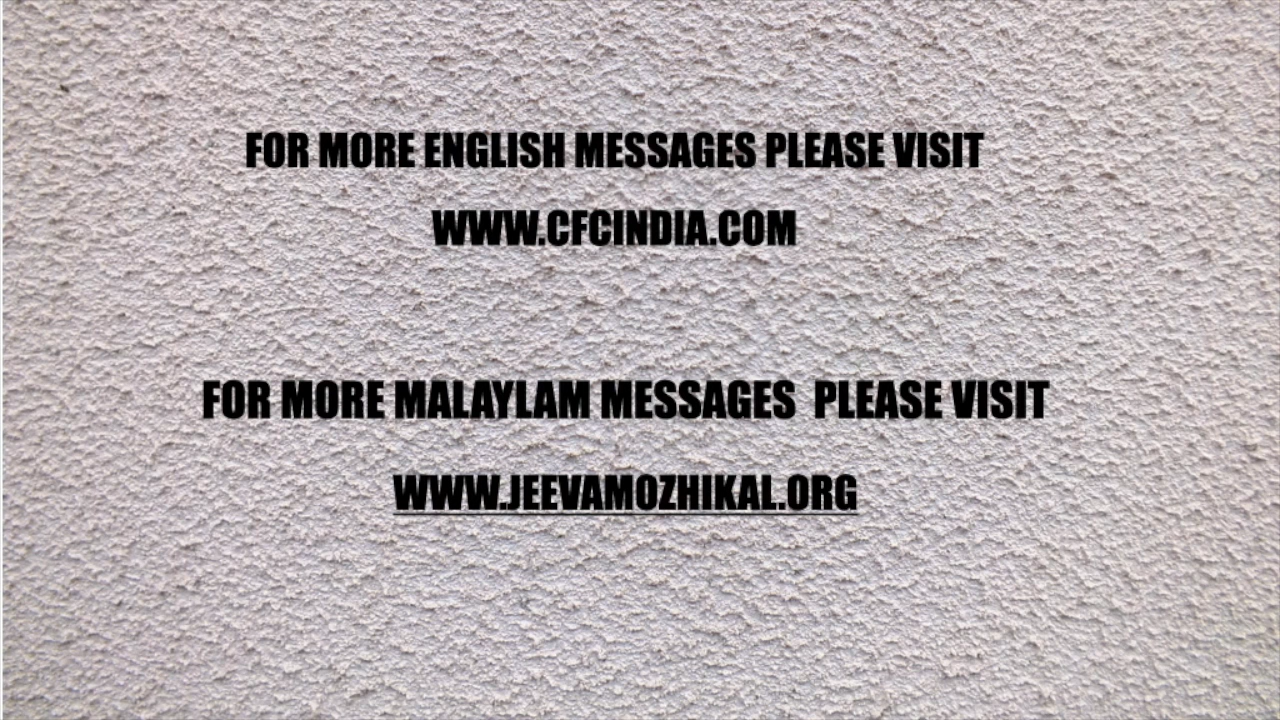 FOR MORE ENGLISH MESSAGES PLEASE VISIT
WWW.CFCINDIA.COM
FOR MORE MALAYLAM MESSAGES PLEASE VISIT
WWW.JEEVAMOZHIKAL.ORG